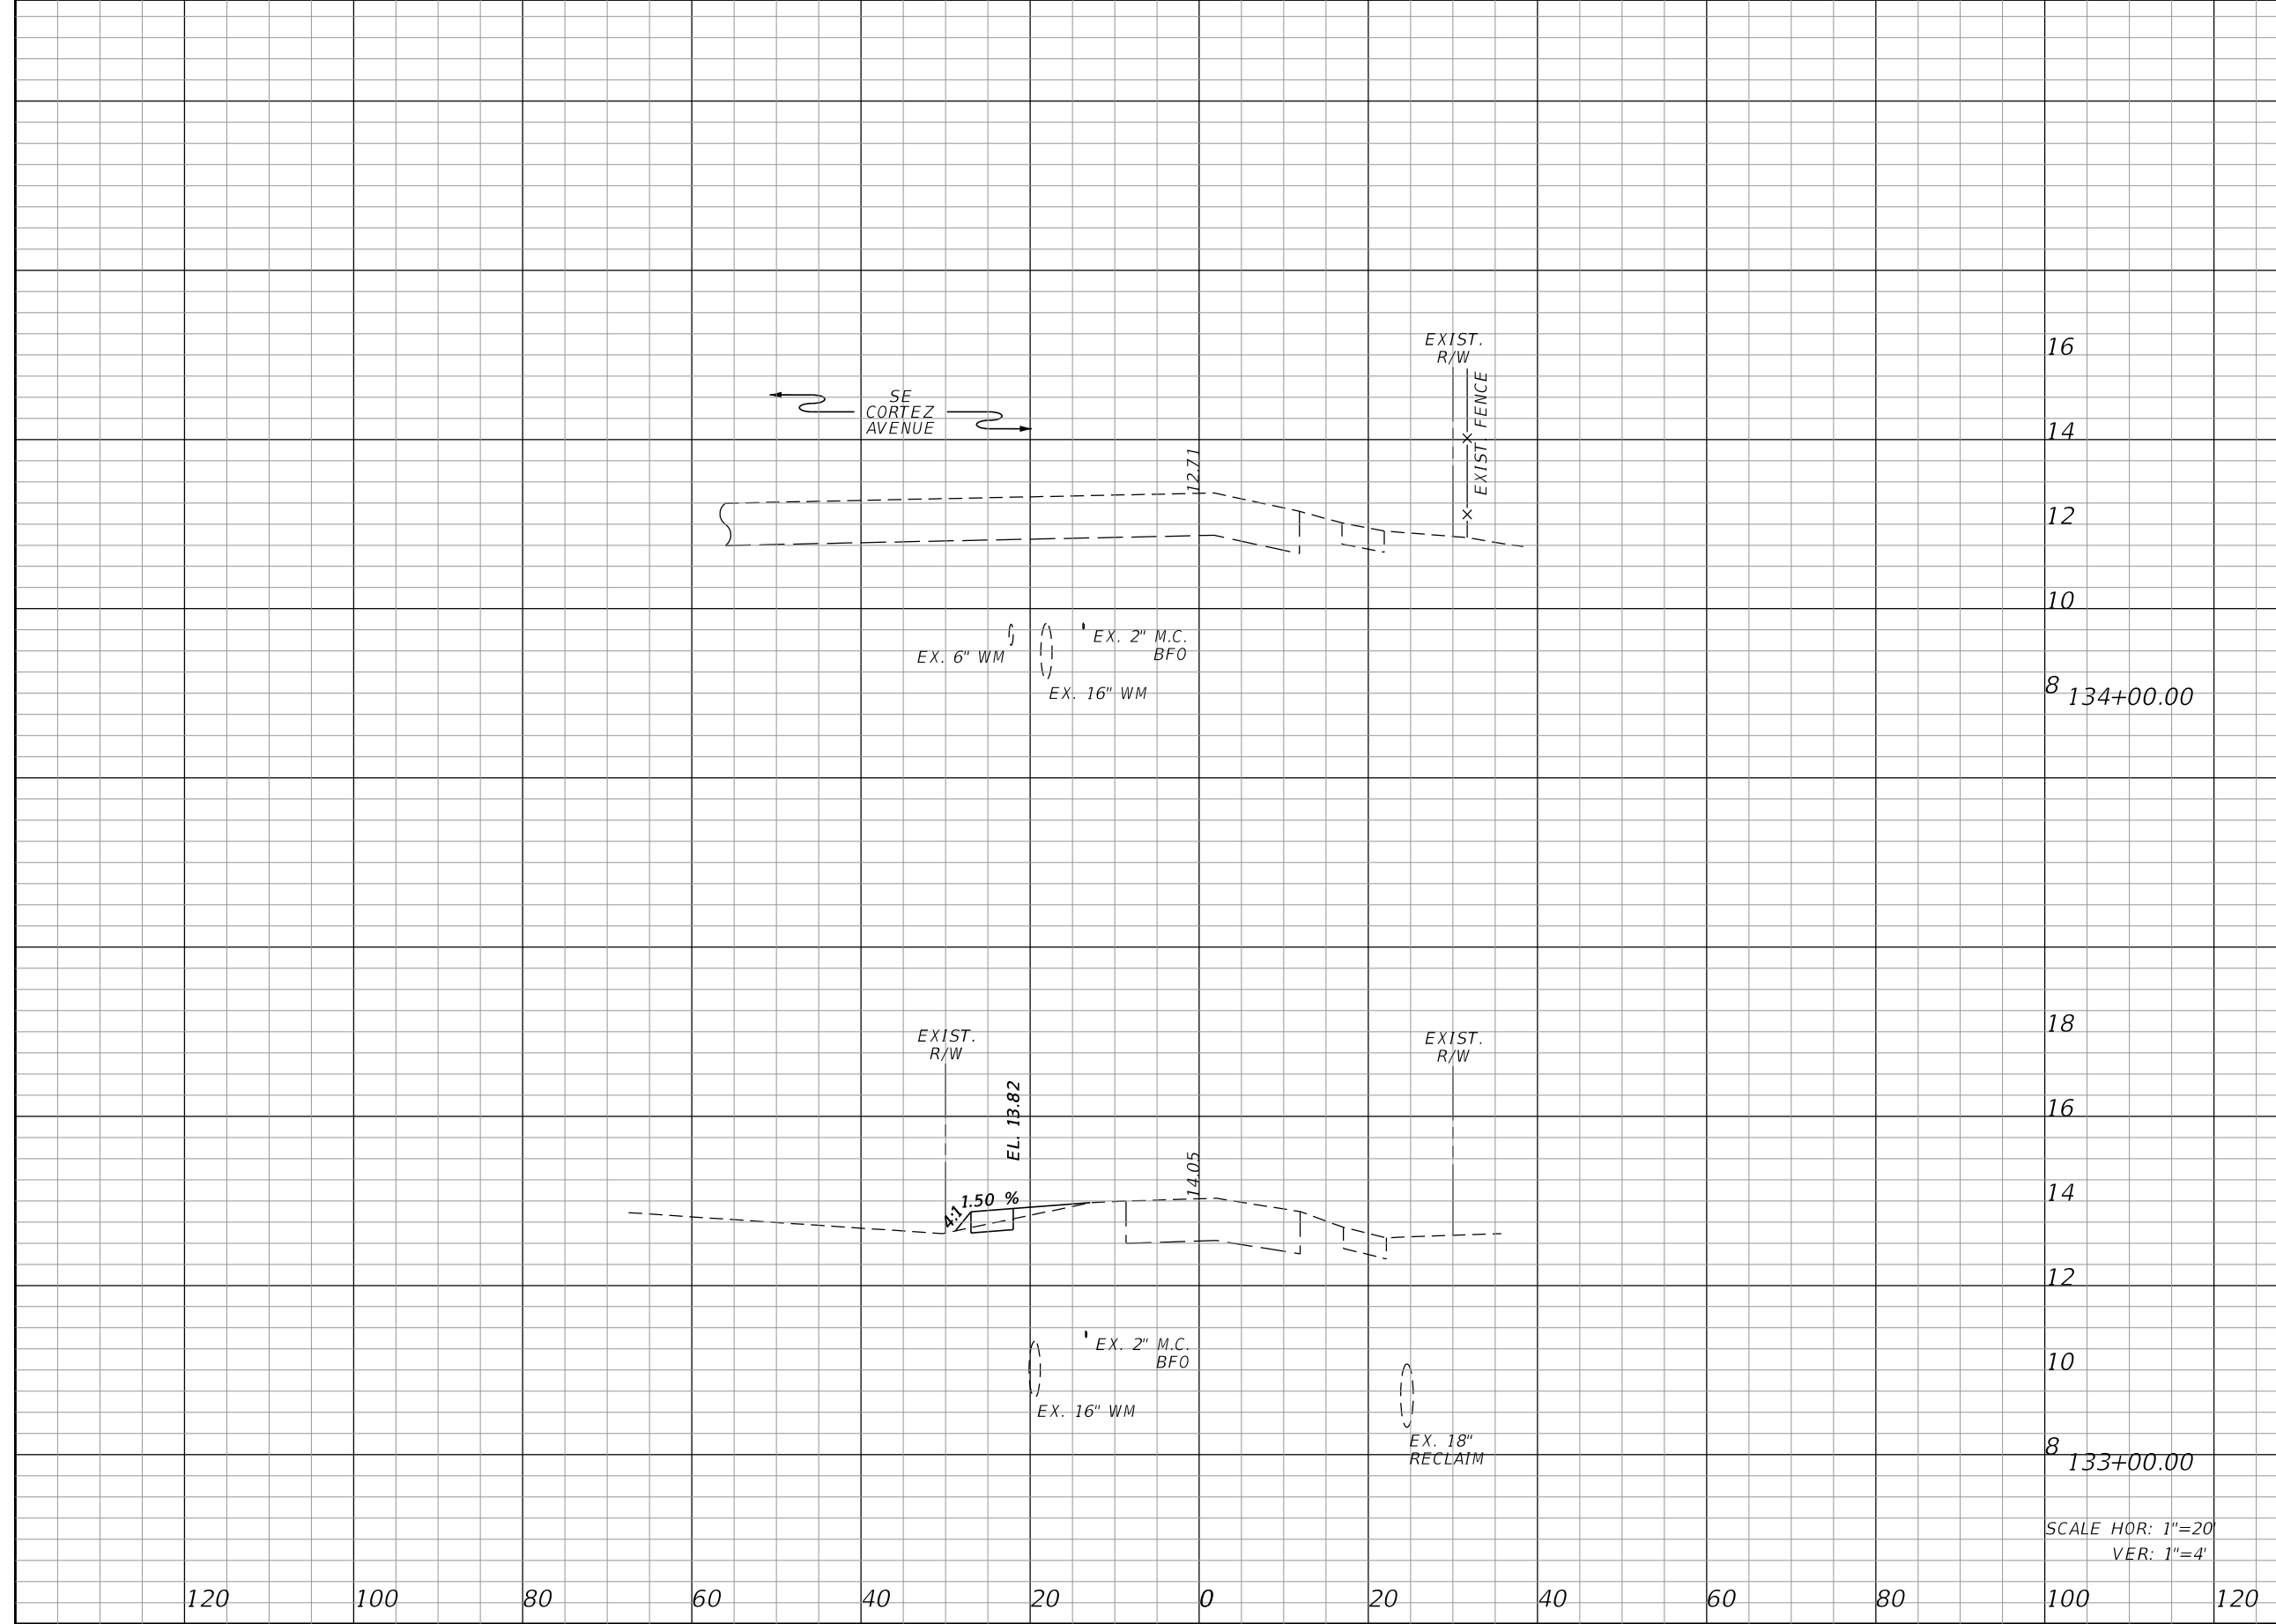 EXIST.
R/W
EXIST. FENCE
16
SE
CORTEZ
AVENUE
14
12.71
12
10
EX. 2" M.C.
BFO
EX. 6" WM
EX. 16" WM
8
134+00.00
18
EXIST.
R/W
EXIST.
R/W
EL. 13.82
16
14.05
14
4:1
1.50 %
12
EX. 2" M.C.
BFO
10
EX. 16" WM
EX. 18"
RECLAIM
8
133+00.00
SCALE HOR: 1"=20'
VER: 1"=4'
120 100 80 60 40 20 0 20 40 60 80 100 120